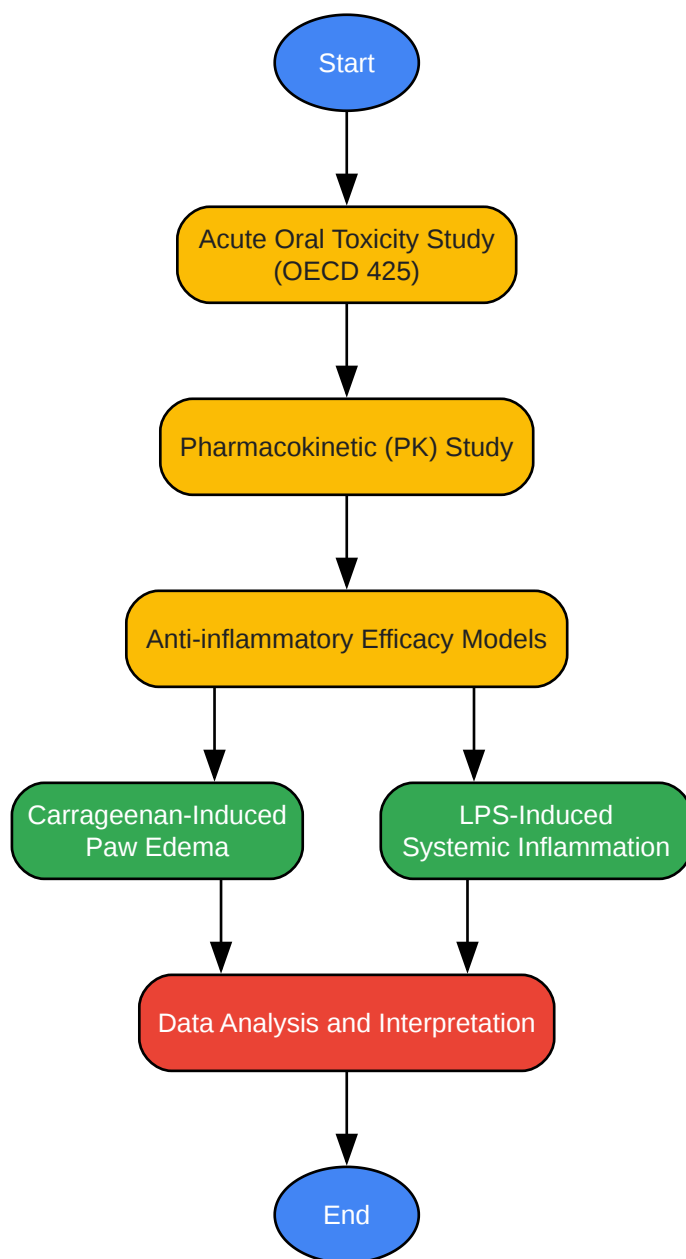 Start
Acute Oral Toxicity Study
(OECD 425)
Pharmacokinetic (PK) Study
Anti-inflammatory Efficacy Models
Carrageenan-Induced
Paw Edema
LPS-Induced
Systemic Inflammation
Data Analysis and Interpretation
End